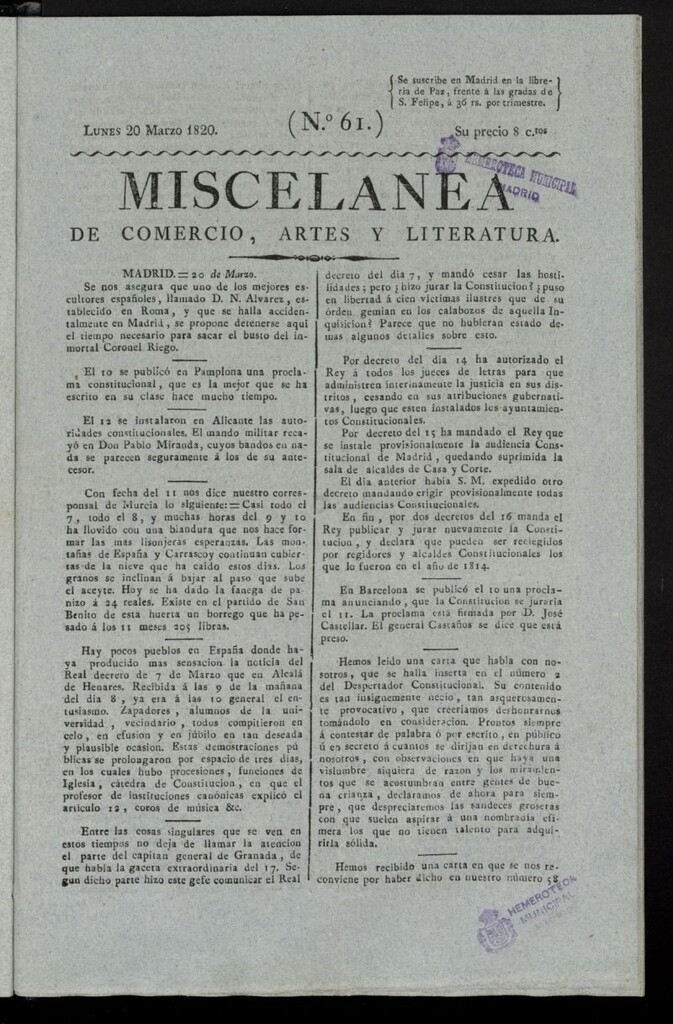 Se suscribe en Madrid en la libre-
ria de Paz, frente á las gradas de
S. Felipe, á 36 rs. por trimestre.
LUNES 20 MARZO 1820.
(N.º 61.)
Su precio 8 c.tos
HEMEROTECA MUNICIPAL
MADRID
MISCELANEA
DE COMERCIO, ARTES Y LITERATURA.
MADRID.=20 de Marzo.
Se nos asegura que uno de los mejores es-
cultores españoles, llamado D. N. Alvarez, es-
tablecido en Roma, y que se halla acciden-
talmente en Madrid, se propone detenerse aqui
el tiempo necesario para sacar el busto del in-
mortal Coronel Riego.
El 10 se publicó en Pamplona una procla-
ma constitucional, que es la mejor que se ha
escrito en su clase hace mucho tiempo.
El 12 se instalaron en Alicante las auto-
ridades constitucionales. El mando militar reca-
yó en Don Pablo Miranda, cuyos bandos en na-
da se parecen seguramente á los de su ante-
cesor.
Con fecha del 11 nos dice nuestro corres-
ponsal de Murcia lo siguiente:=Casi todo el
7, todo el 8, y muchas horas del 9 y 10
ha llovido con una blandura que nos hace for-
mar las mas lisonjeras esperanzas. Las mon-
tañas de España y Carrascoy continuan cubier-
tas de la nieve que ha caido estos dias. Los
granos se inclinan á bajar al paso que sube
el aceyte. Hoy se ha dado la fanega de pa-
nizo á 24 reales. Existe en el partido de San
Benito de esta huerta un borrego que ha pe-
sado á los 11 meses 205 libras.
Hay pocos pueblos en España donde ha-
ya producido mas sensacion la noticia del
Real decreto de 7 de Marzo que en Alcalá
de Henares. Recibida á las 9 de la mañana
del dia 8, ya era á las 10 general el en-
tusiasmo. Zapadores, alumnos de la uni-
versidad, vecindario, todos compitieron en
celo, en efusion y en júbilo en tan deseada
y plausible ocasion. Estas demostraciones pú
blicas se prolongaron por espacio de tres dias,
en los cuales hubo procesiones, funciones de
Iglesia, cátedra de Constitucion, en que el
profesor de instituciones canónicas explicó el
articulo 12, coros de música &c.
Entre las cosas singulares que se ven en
estos tiempos no deja de llamar la atencion
el parte del capitan general de Granada, de
que habla la gaceta extraordinaria del 17. Se-
gun dicho parte hizo este gefe comunicar el Real
decreto del dia 7, y mandó cesar las hosti-
lidades; pero ¿hizo jurar la Constitucion? ¿puso
en libertad á cien víctimas ilustres que de su
órden gemian en los calabozos de aquella In-
quisicion? Parece que no hubieran estado de-
mas algunos detalles sobre esto.
Por decreto del dia 14 ha autorizado el
Rey á todos los jueces de letras para que
administren interinamente la justicia en sus dis-
tritos, cesando en sus atribuciones gubernati-
vas, luego que esten instalados los ayuntamien-
tos Constitucionales.
Por decreto del 15 ha mandado el Rey que
se instale provisionalmente la audiencia Cons-
titucional de Madrid, quedando suprimida la
sala de alcaldes de Casa y Corte.
El dia anterior habia S. M. expedido otro
decreto mandando erigir provisionalmente todas
las audiencias Constitucionales.
En fin, por dos decretos del 16 manda el
Rey publicar y jurar nuevamente la Consti-
tucion, y declara que pueden ser reelegidos
por regidores y alcaldes Constitucionales los
que lo fueron en el año de 1814.
En Barcelona se publicó el 10 una procla-
ma anunciando, que la Constitucion se juraria
el 11. La proclama está firmada por D. José
Castellar. El general Castaños se dice que está
preso.
Hemos leido una carta que habla con no-
sotros, que se halla inserta en el número 2
del Despertador Constitucional. Su contenido
es tan insignemente necio, tan asquerosamen-
te provocativo, que creeriamos deshonrarnos
tomándolo en consideracion. Prontos siempre
á contestar de palabra ó por escrito, en público
ú en secreto á cuantos se dirijan en derechura á
nosotros, con observaciones en que haya una
vislumbre siquiera de razon y los miramien-
tos que se acostumbran entre gentes de bue-
na crianza, declaramos de ahora para siem-
pre, que despreciaremos las sandeces groseras
con que suelen aspirar á una nombradía efí-
mera los que no tienen talento para adqui-
rirla sólida.
Hemos recibido una carta en que se nos re-
conviene por haber dicho en nuestro número 58
HEMEROTECA
MUNICIPAL